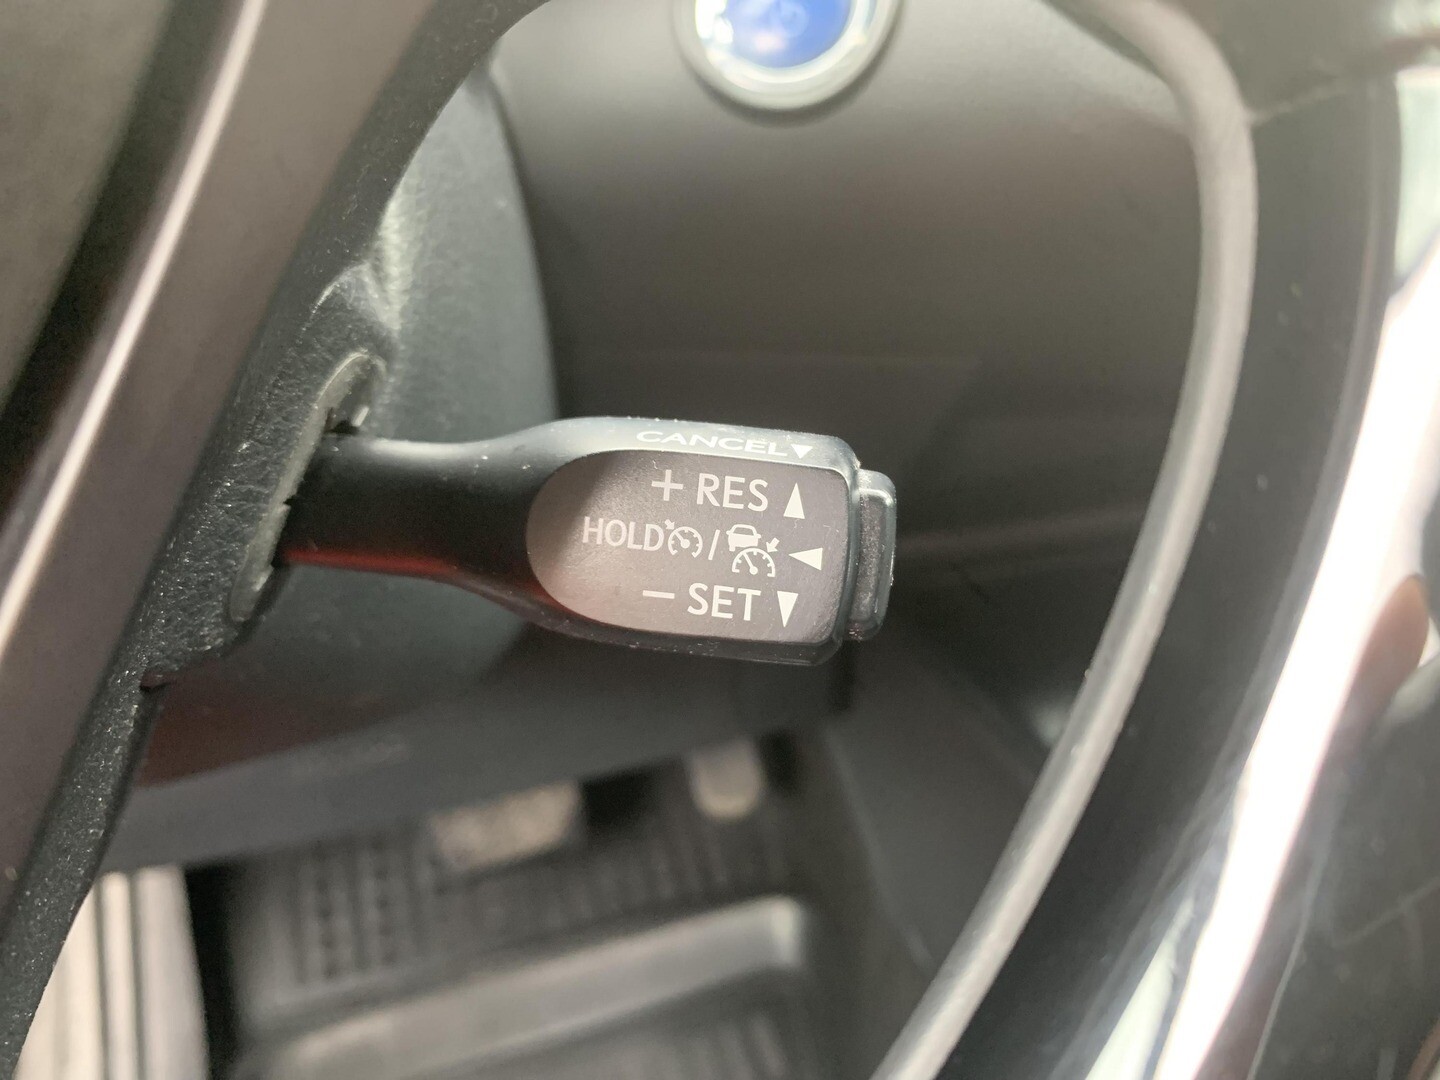 CANCEL▼
+ RES ▲
HOLD / ◀
− SET ▼